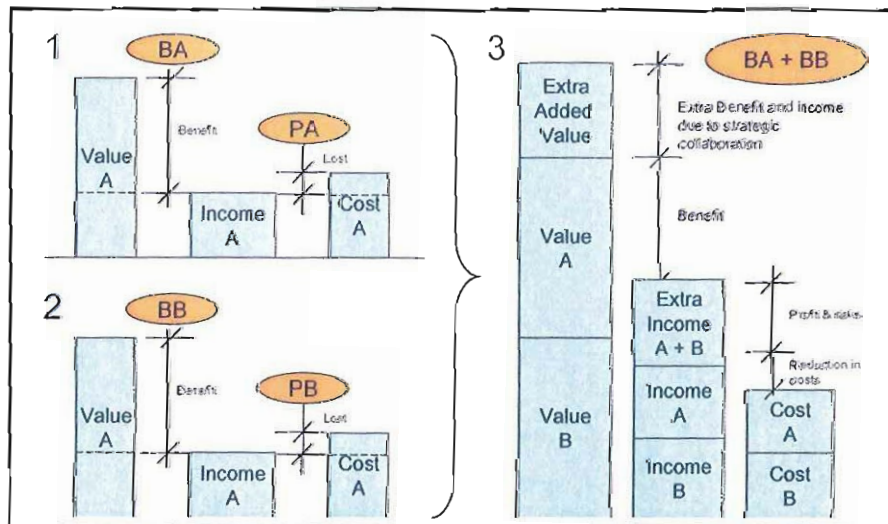 1
BA
Benefit
PA
Lost
Value
A
Income
A
Cost
A
2
BB
Benefit
PB
Lost
Value
A
Income
A
Cost
A
3
BA + BB
Extra
Added
Value
Extra Benefit and income
due to strategic
collaboration
Benefit
Value
A
Extra
Income
A + B
Profit &
Reduction in
costs
Income
A
Cost
A
Value
B
Income
B
Cost
B